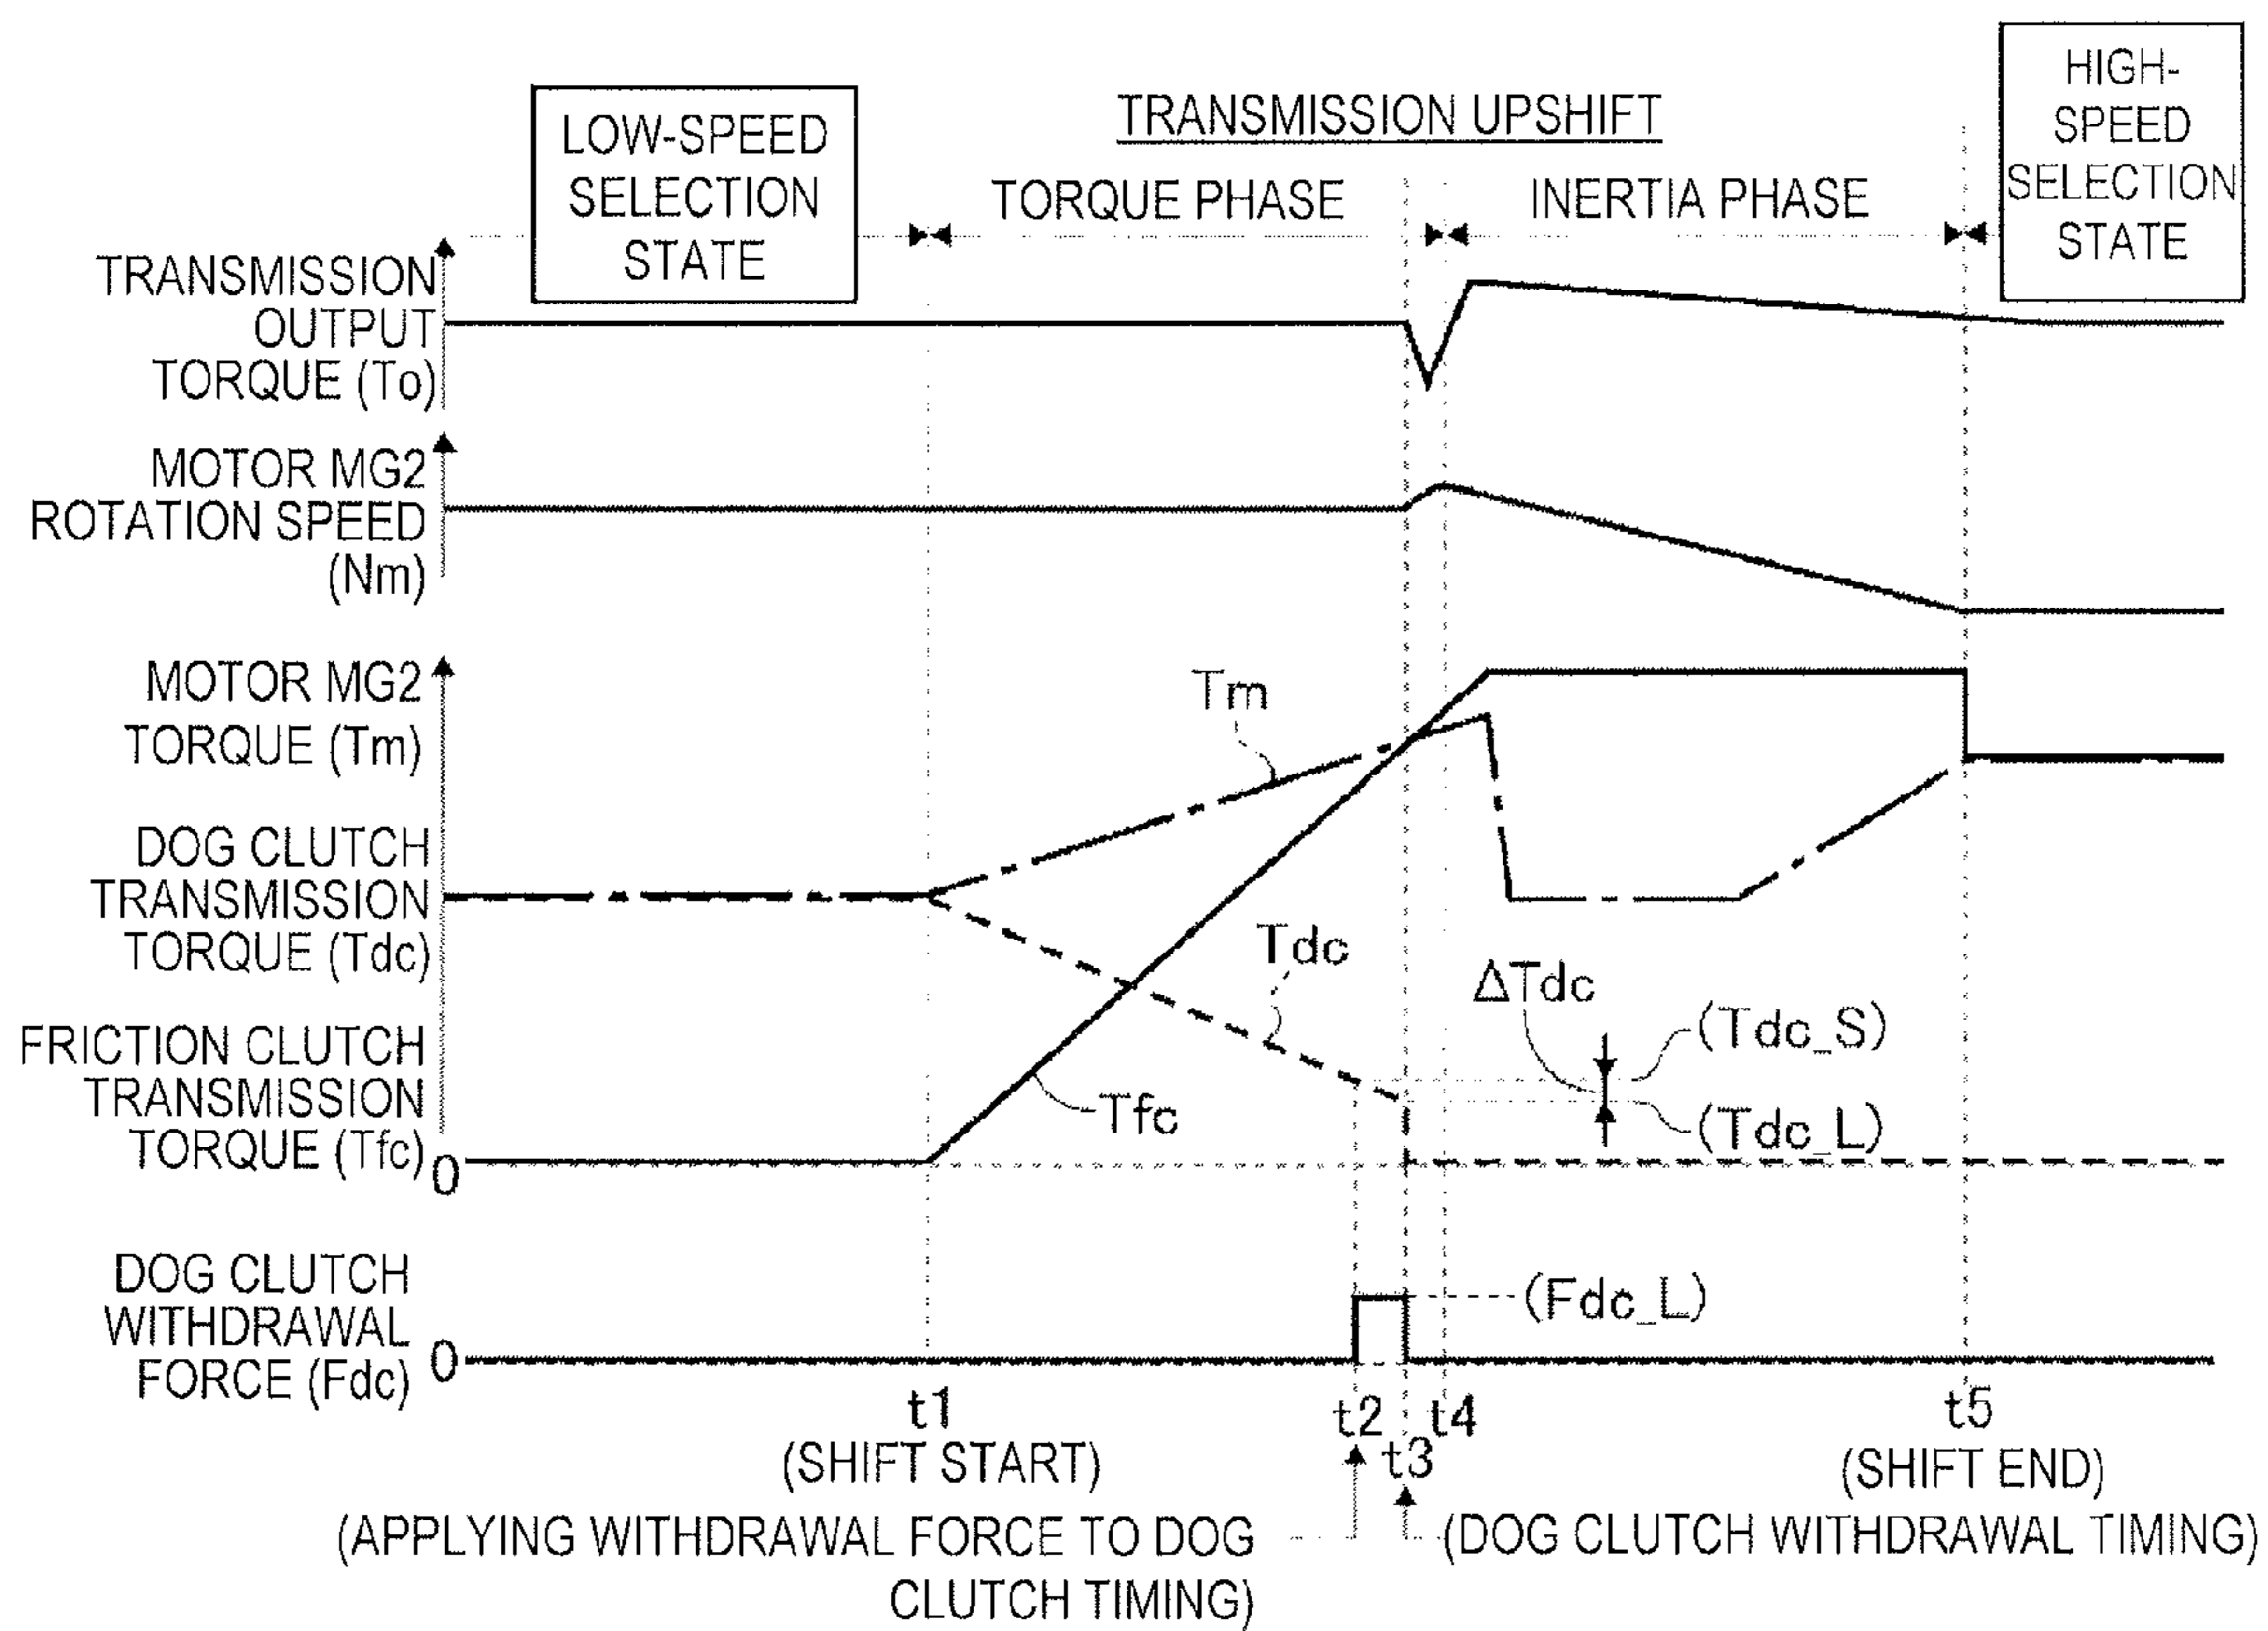 TRANSMISSION UPSHIFT
LOW-SPEED
SELECTION
STATE
HIGH-
SPEED
SELECTION
STATE
TORQUE PHASE
INERTIA PHASE
TRANSMISSION
OUTPUT
TORQUE (To)
MOTOR MG2
ROTATION SPEED
(Nm)
MOTOR MG2
TORQUE (Tm)
Tm
DOG CLUTCH
TRANSMISSION
TORQUE (Tdc)
Tdc
ΔTdc
(Tdc_S)
(Tdc_L)
FRICTION CLUTCH
TRANSMISSION
TORQUE (Tfc)
0
Tfc
DOG CLUTCH
WITHDRAWAL
FORCE (Fdc)
0
(Fdc_L)
t1
t2
t3
t4
t5
(SHIFT START)
(SHIFT END)
(APPLYING WITHDRAWAL FORCE TO DOG
CLUTCH TIMING)
(DOG CLUTCH WITHDRAWAL TIMING)